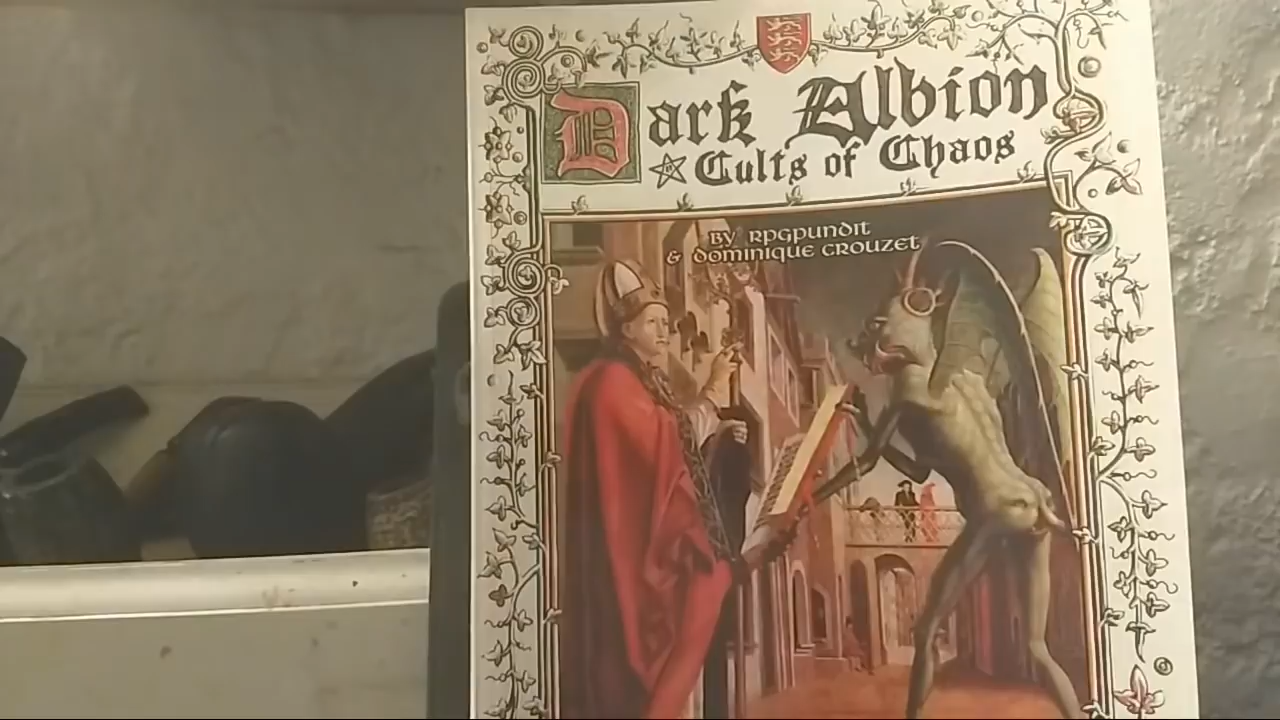 Dark Albion
Cults of Chaos
BY RPGPUNDIT
& DOMINIQUE CROUZET